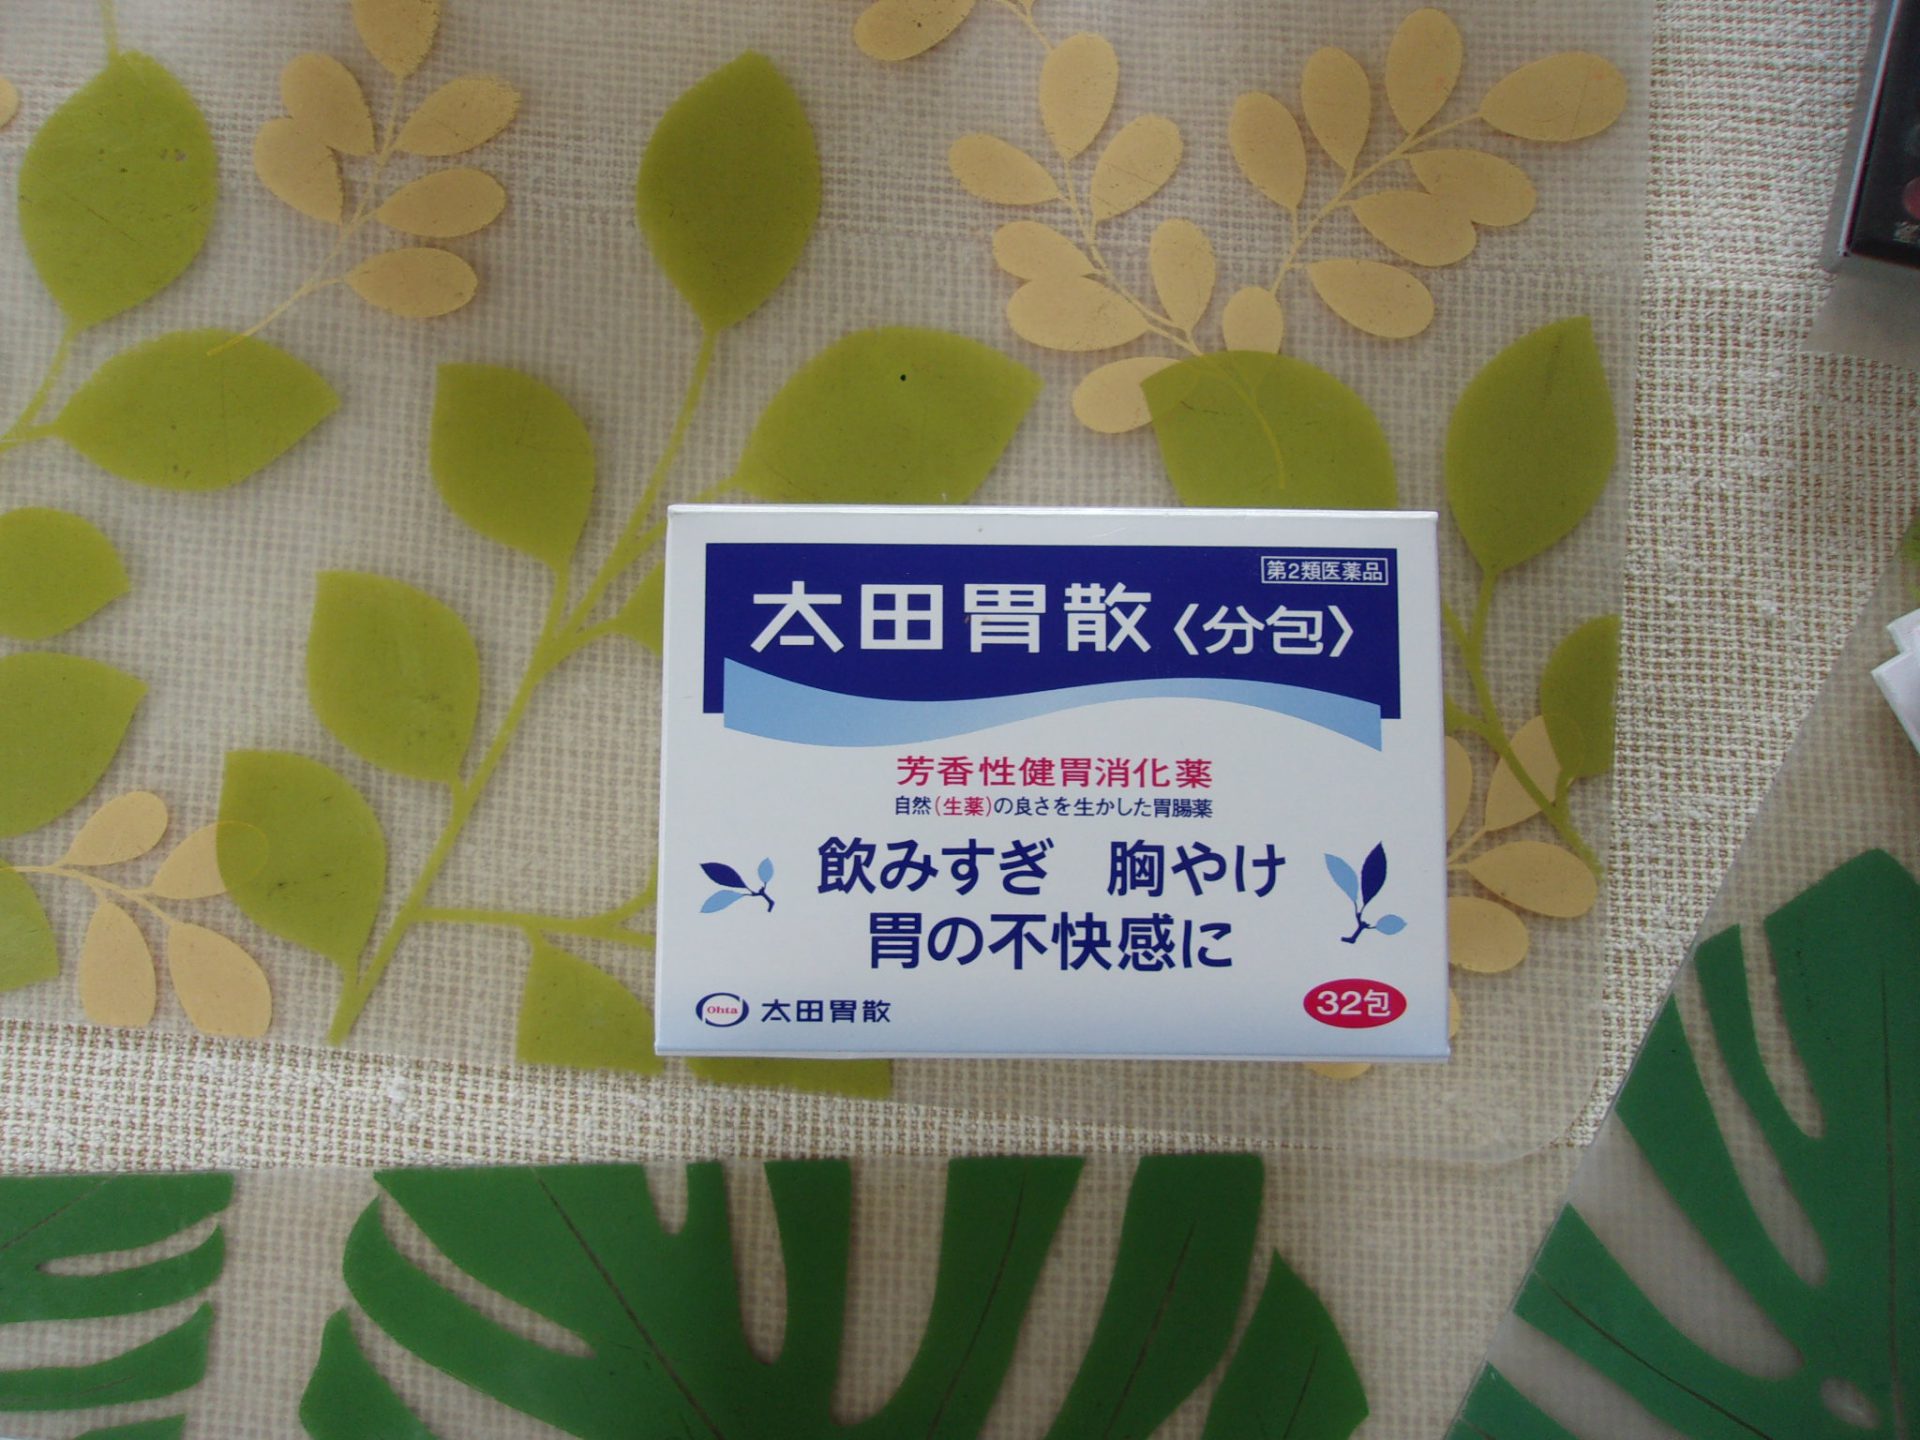 第2類医薬品
太田胃散〈分包〉
芳香性健胃消化薬
自然(生薬)の良さを生かした胃腸薬
飲みすぎ 胸やけ
胃の不快感に
Ohta 太田胃散
32包